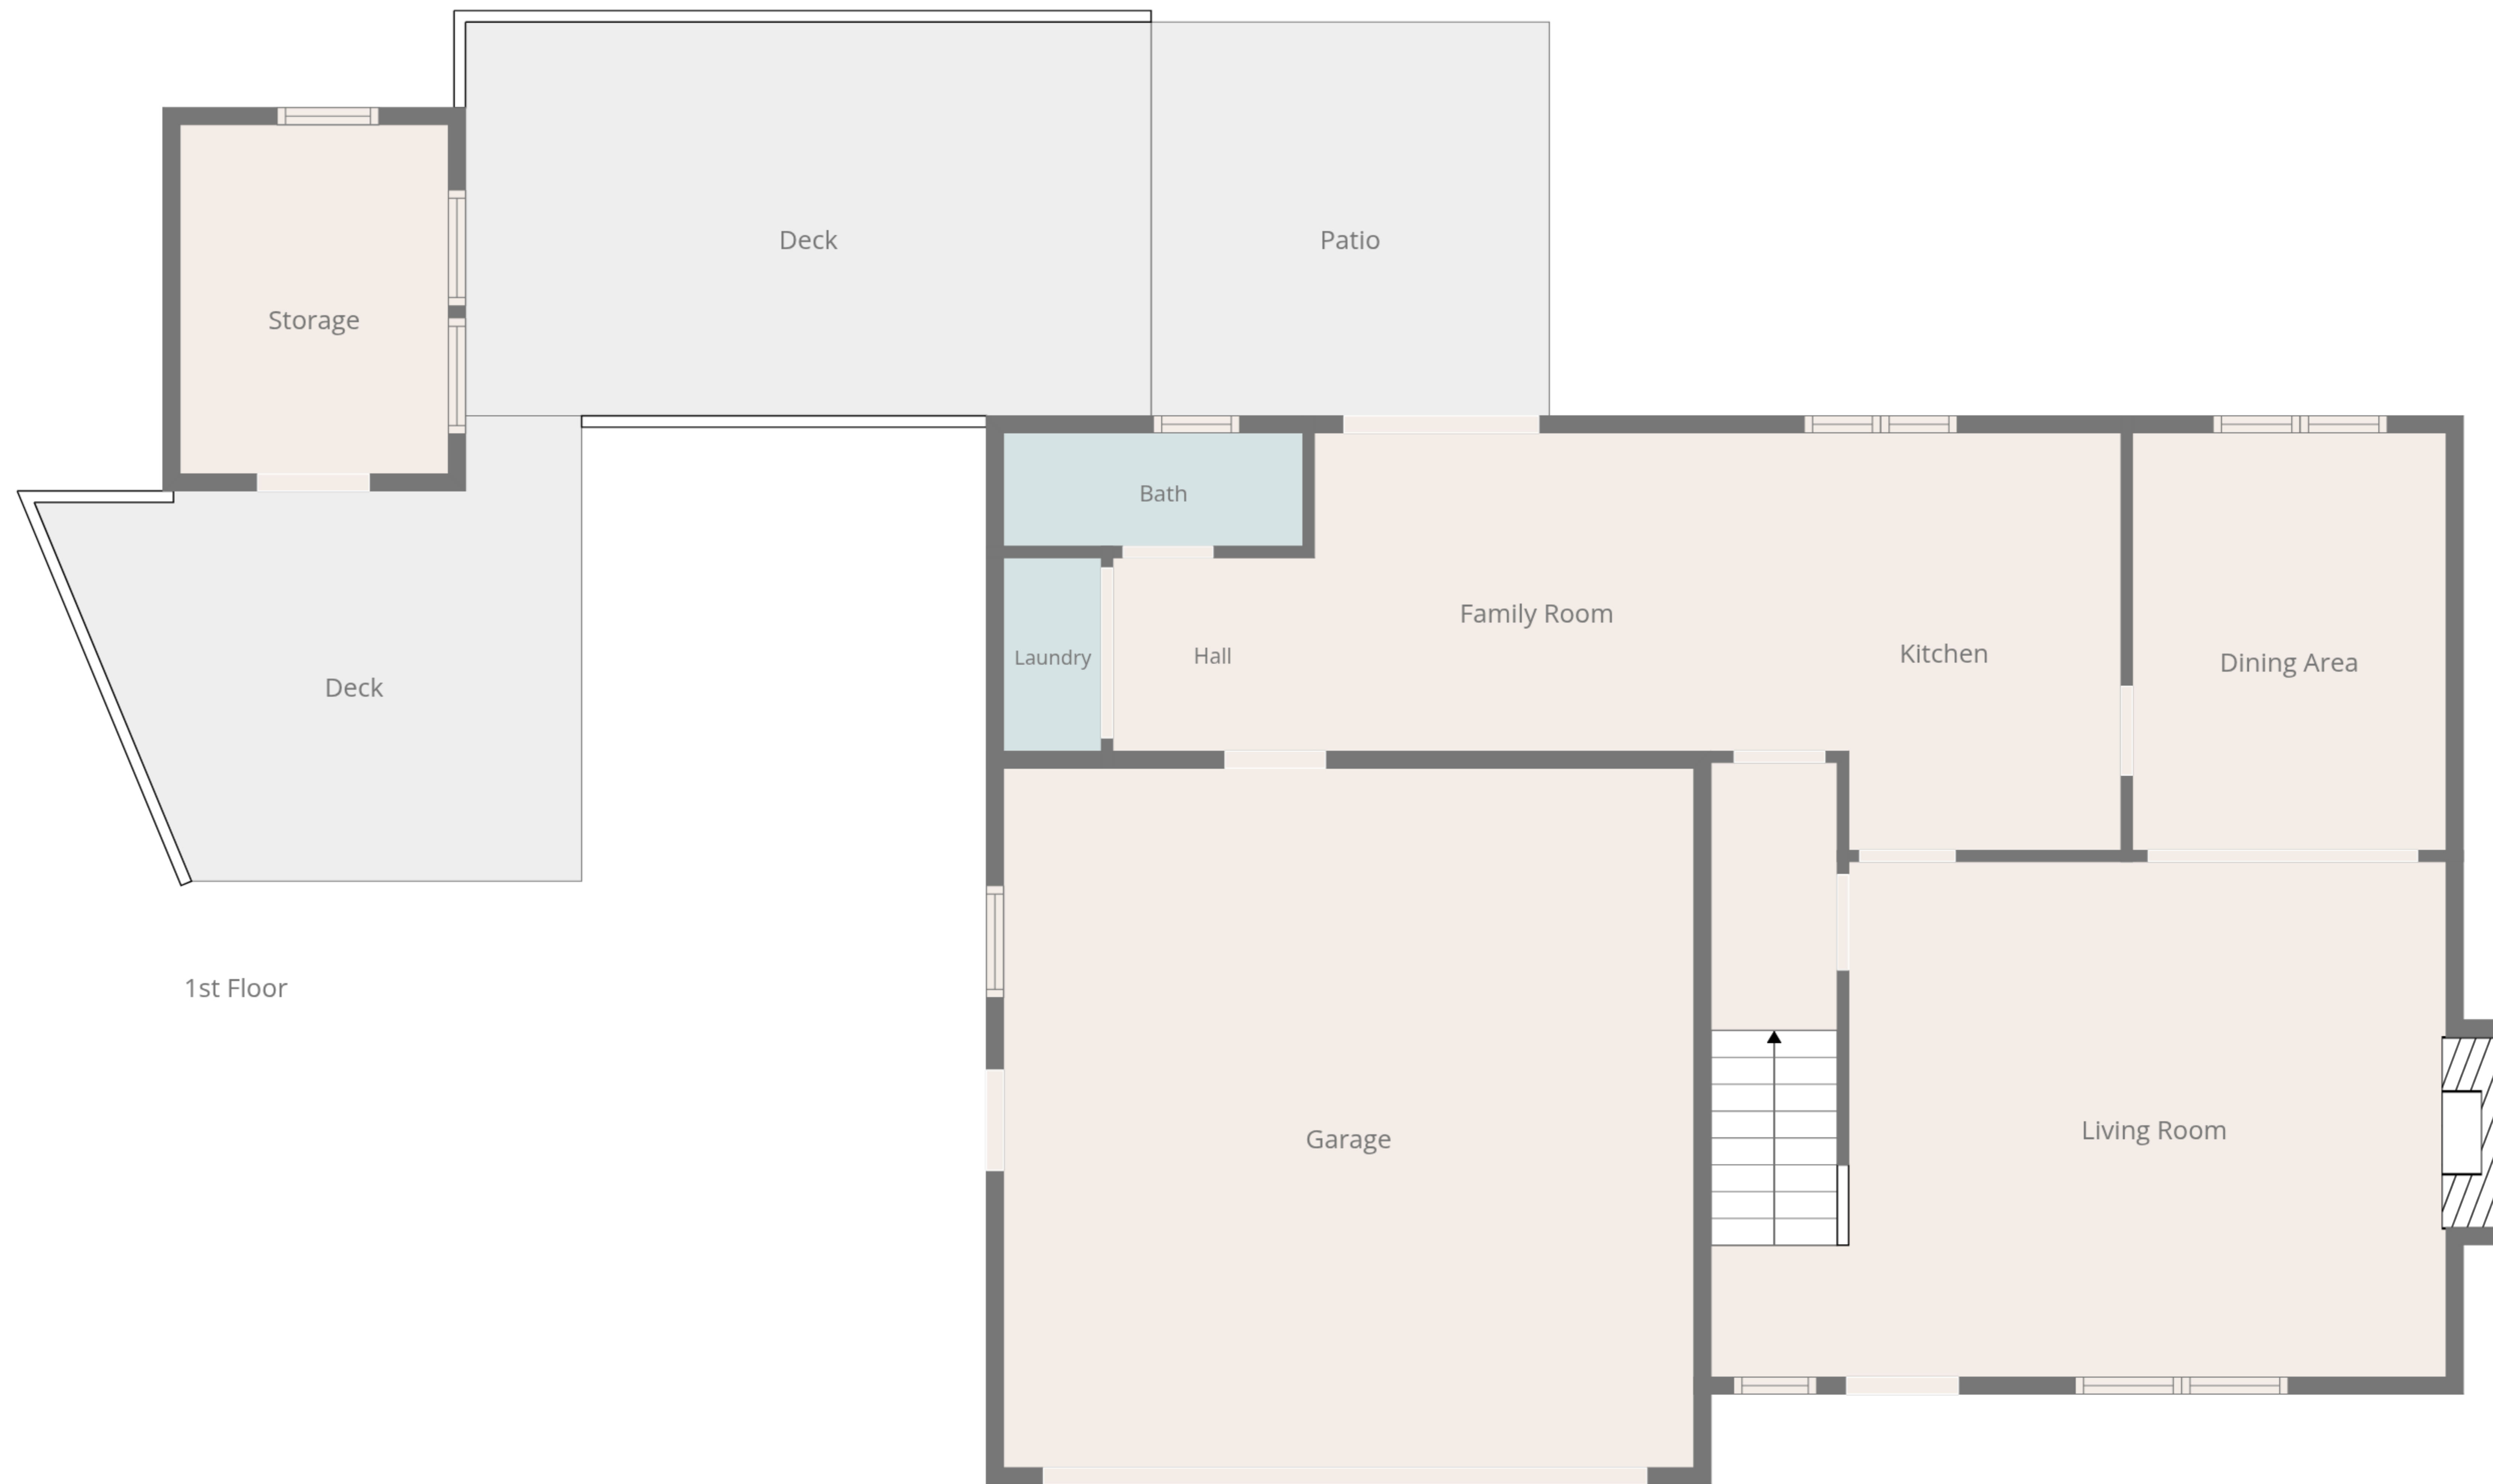 Deck
Patio
Storage
Bath
Family Room
Laundry
Hall
Kitchen
Dining Area
Deck
1st Floor
Garage
Living Room